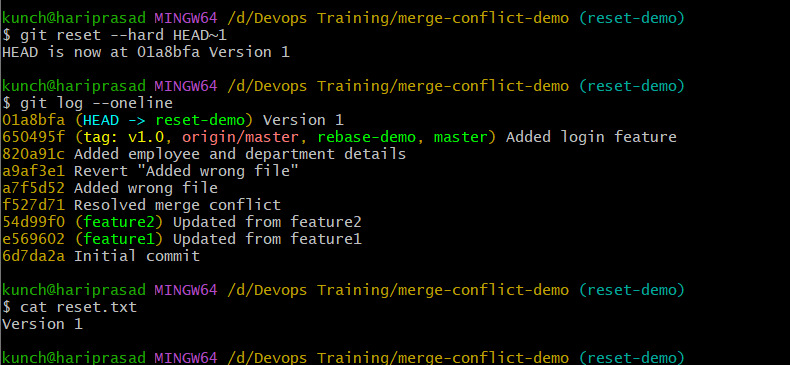 kunch@hariprasad MINGW64 /d/Devops Training/merge-conflict-demo (reset-demo)
$ git reset --hard HEAD~1
HEAD is now at 01a8bfa Version 1
kunch@hariprasad MINGW64 /d/Devops Training/merge-conflict-demo (reset-demo)
$ git log --oneline
01a8bfa (HEAD -> reset-demo) Version 1
650495f (tag: v1.0, origin/master, rebase-demo, master) Added login feature
820a91c Added employee and department details
a9af3e1 Revert "Added wrong file"
a7f5d52 Added wrong file
f527d71 Resolved merge conflict
54d99f0 (feature2) Updated from feature2
e569602 (feature1) Updated from feature1
6d7da2a Initial commit
kunch@hariprasad MINGW64 /d/Devops Training/merge-conflict-demo (reset-demo)
$ cat reset.txt
Version 1
kunch@hariprasad MINGW64 /d/Devops Training/merge-conflict-demo (reset-demo)